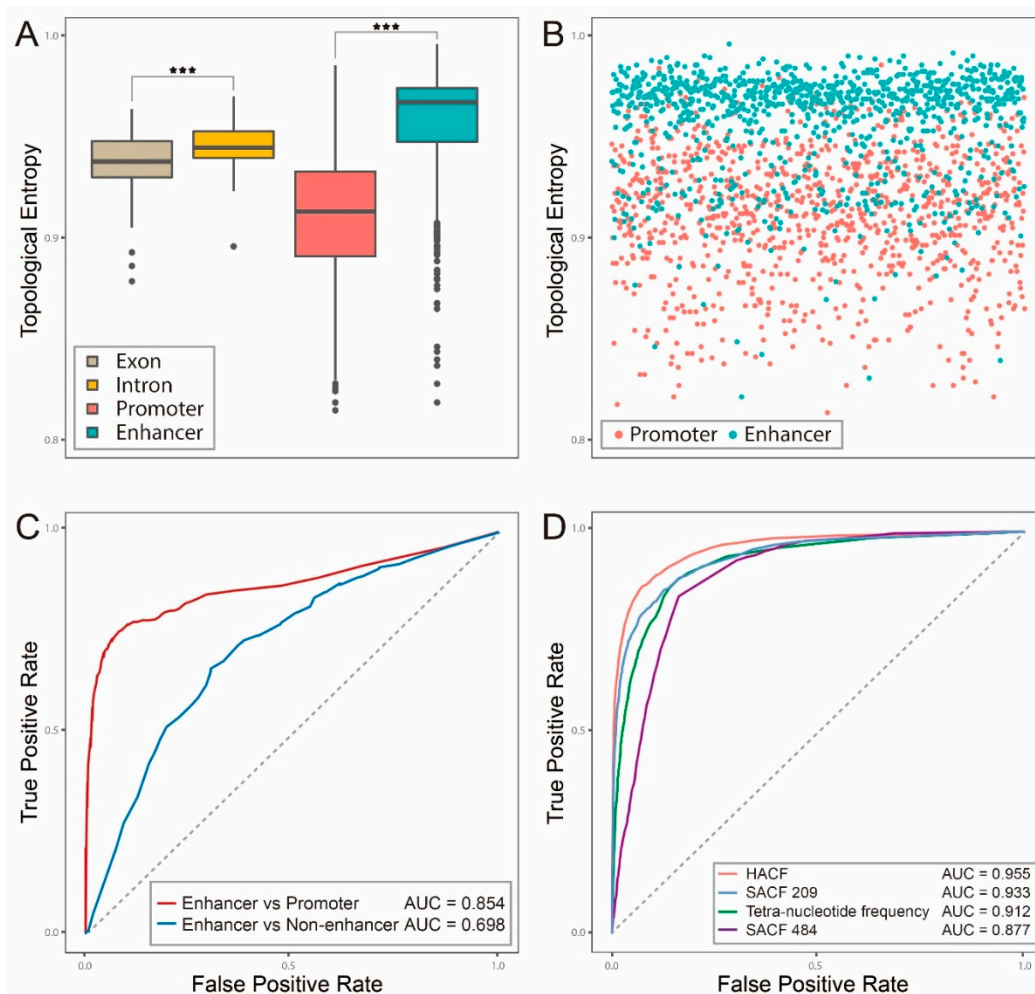 A
1.0
0.9
0.8
Topological Entropy
***
***
Exon
Intron
Promoter
Enhancer
B
1.0
0.9
0.8
Topological Entropy
Promoter Enhancer
C
1.0
0.5
0.0
True Positive Rate
Enhancer vs Promoter AUC = 0.854
Enhancer vs Non-enhancer AUC = 0.698
0.0 0.5 1.0
False Positive Rate
D
1.0
0.5
0.0
True Positive Rate
HACF AUC = 0.955
SACF 209 AUC = 0.933
Tetra-nucleotide frequency AUC = 0.912
SACF 484 AUC = 0.877
0.0 0.5 1.0
False Positive Rate